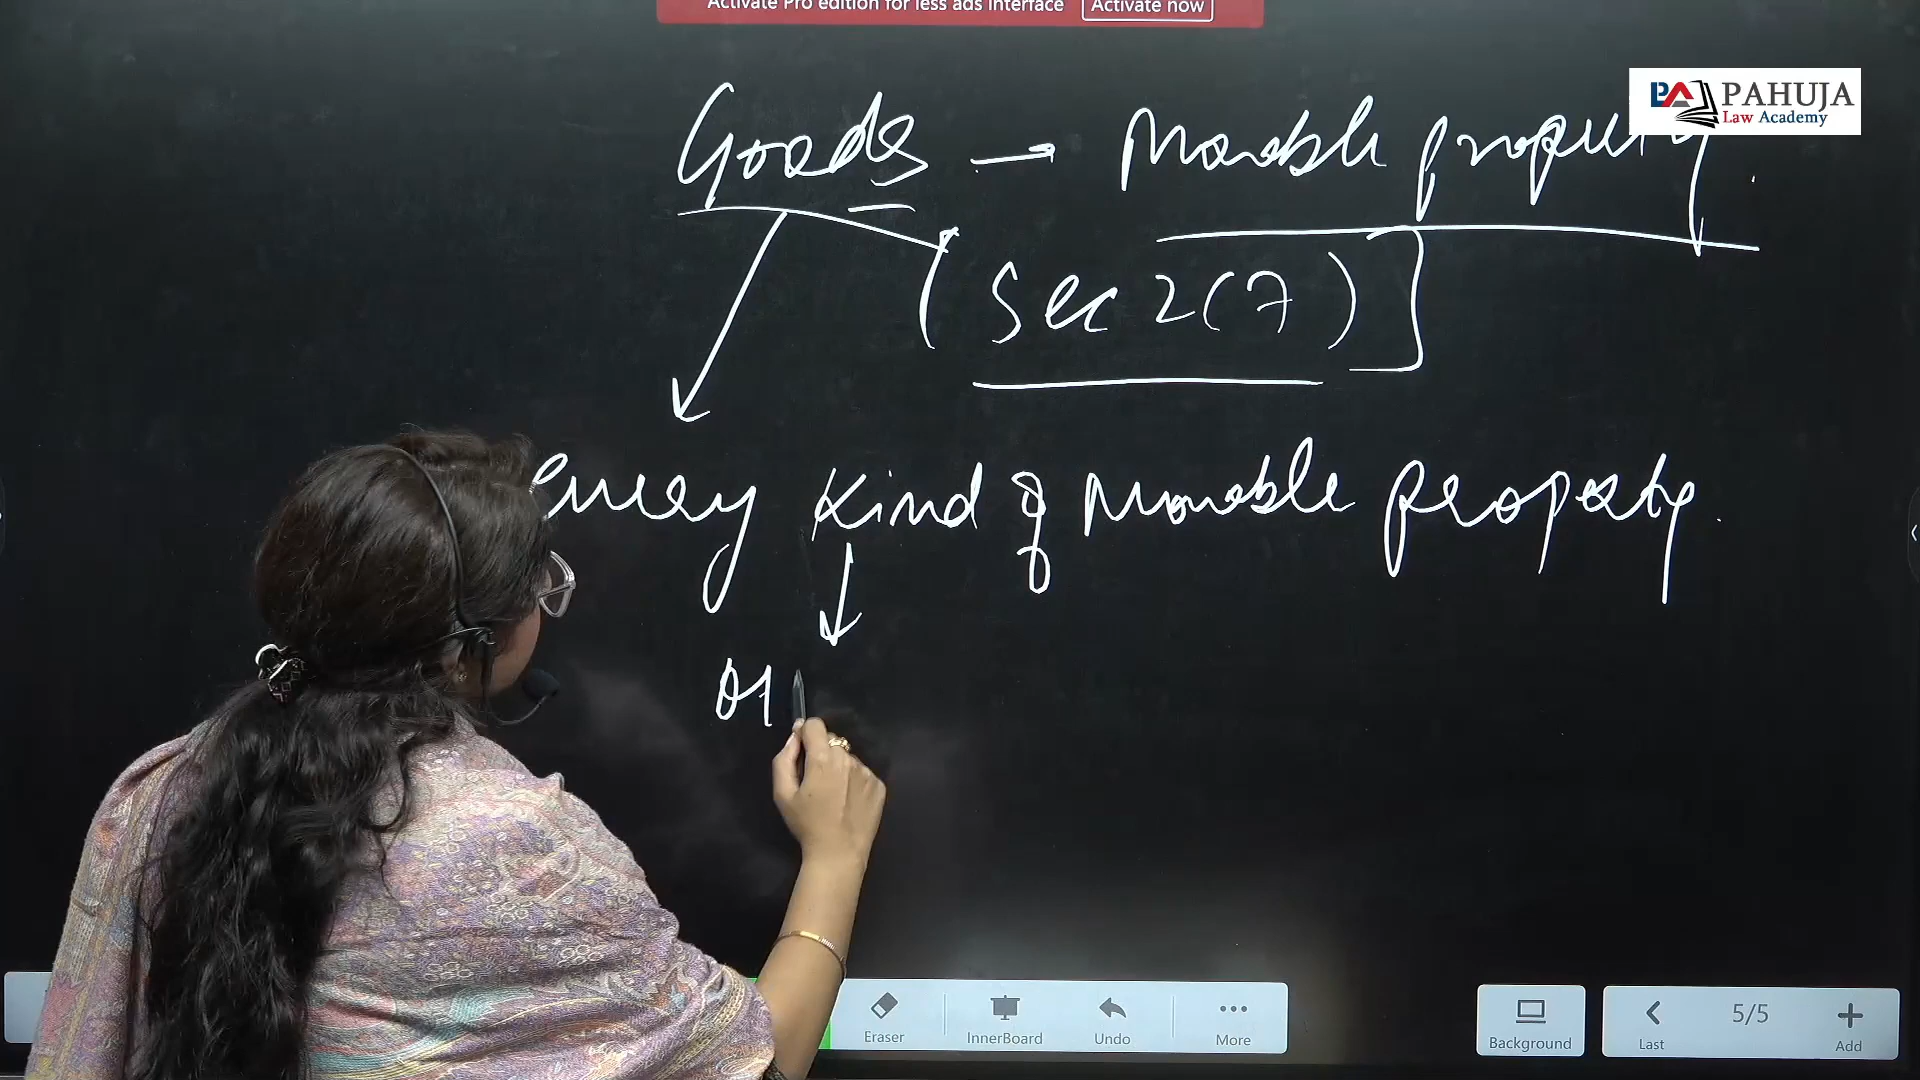 Activate Pro edition for less ads interface Activate now
PAHUJA
Law Academy
Goods → Movable property.
[Sec 2(7)]
every kind of Movable property.
Eraser InnerBoard Undo More
Background Last 5/5 Add